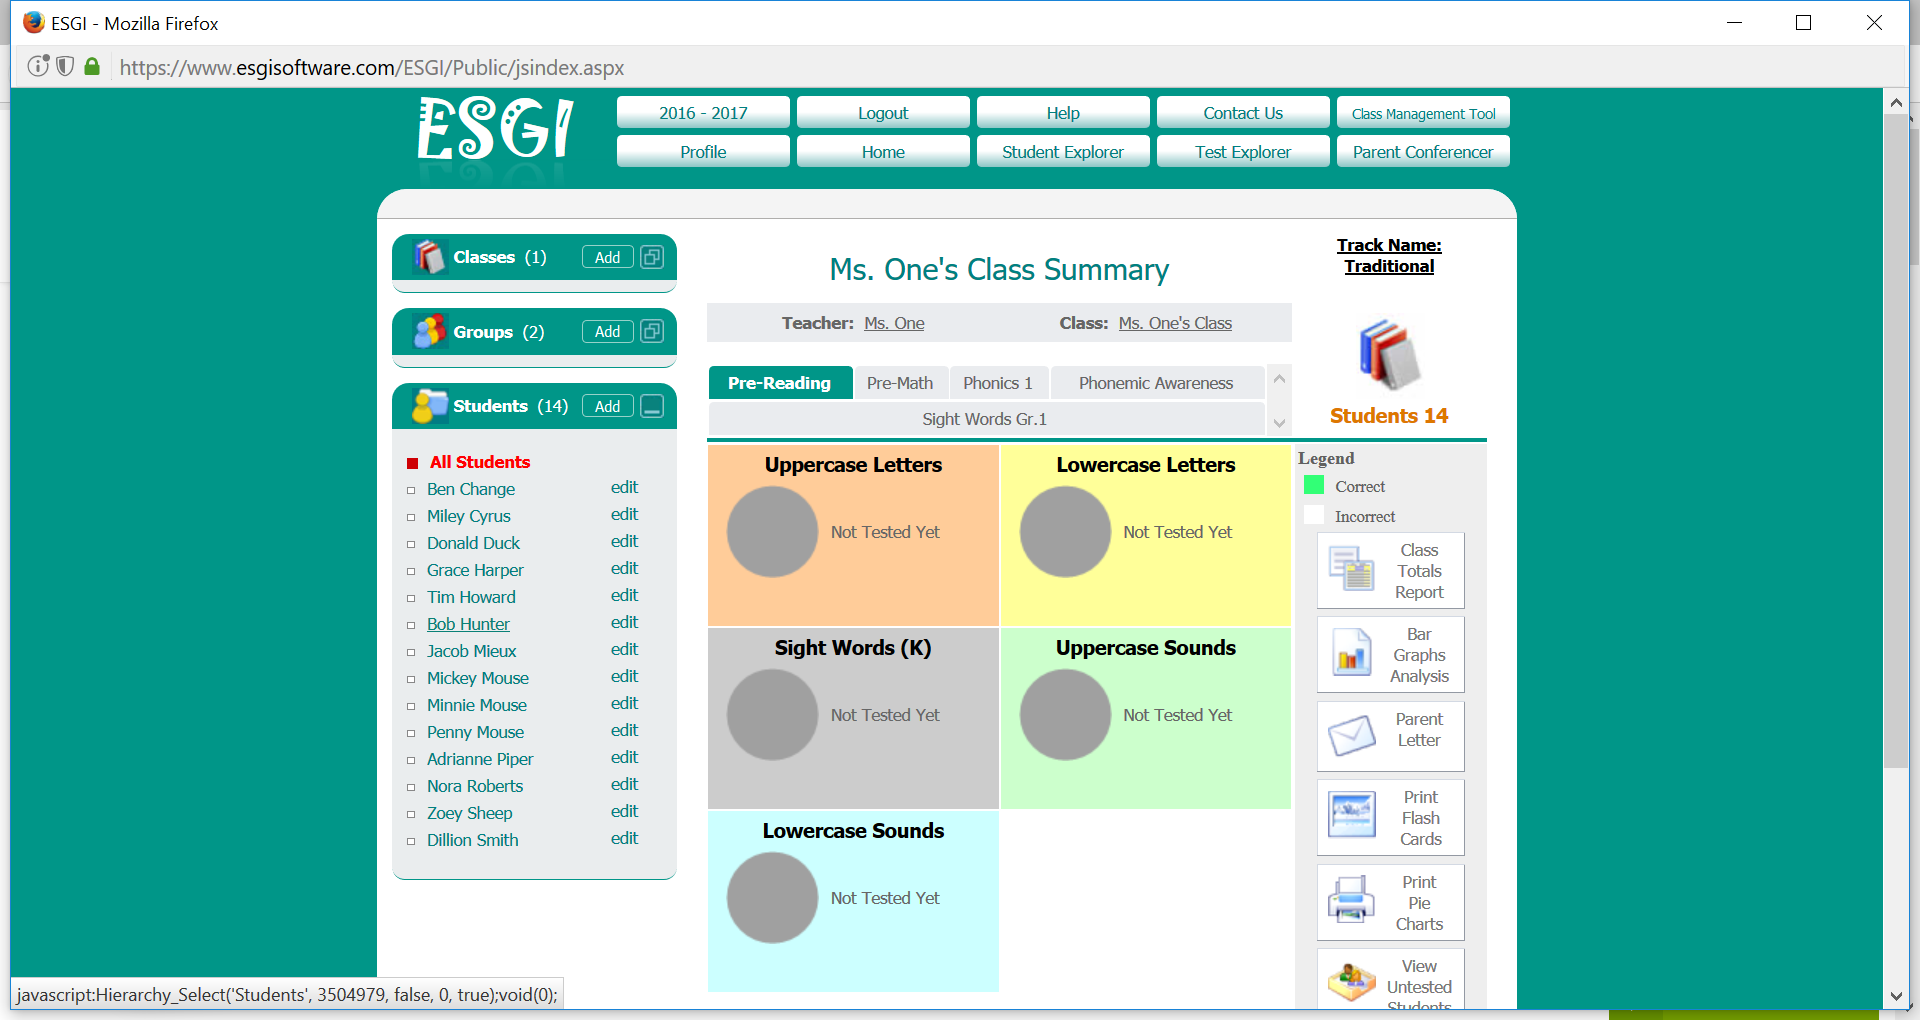 ESGI - Mozilla Firefox
https://www.esgisoftware.com/ESGI/Public/jsindex.aspx
ESGI
2016 - 2017
Logout
Help
Contact Us
Class Management Tool
Profile
Home
Student Explorer
Test Explorer
Parent Conferencer
Classes (1)
Add
Groups (2)
Add
Students (14)
Add
All Students
Ben Change edit
Miley Cyrus edit
Donald Duck edit
Grace Harper edit
Tim Howard edit
Bob Hunter edit
Jacob Mieux edit
Mickey Mouse edit
Minnie Mouse edit
Penny Mouse edit
Adrianne Piper edit
Nora Roberts edit
Zoey Sheep edit
Dillion Smith edit
Ms. One's Class Summary
Teacher: Ms. One Class: Ms. One's Class
Pre-Reading
Pre-Math
Phonics 1
Phonemic Awareness
Sight Words Gr.1
Track Name:
Traditional
Students 14
Uppercase Letters
Not Tested Yet
Lowercase Letters
Not Tested Yet
Sight Words (K)
Not Tested Yet
Uppercase Sounds
Not Tested Yet
Lowercase Sounds
Not Tested Yet
Legend
Correct
Incorrect
Class
Totals
Report
Bar
Graphs
Analysis
Parent
Letter
Print
Flash
Cards
Print
Pie
Charts
View
Untested
Students
javascript:Hierarchy_Select('Students', 3504979, false, 0, true);void(0);